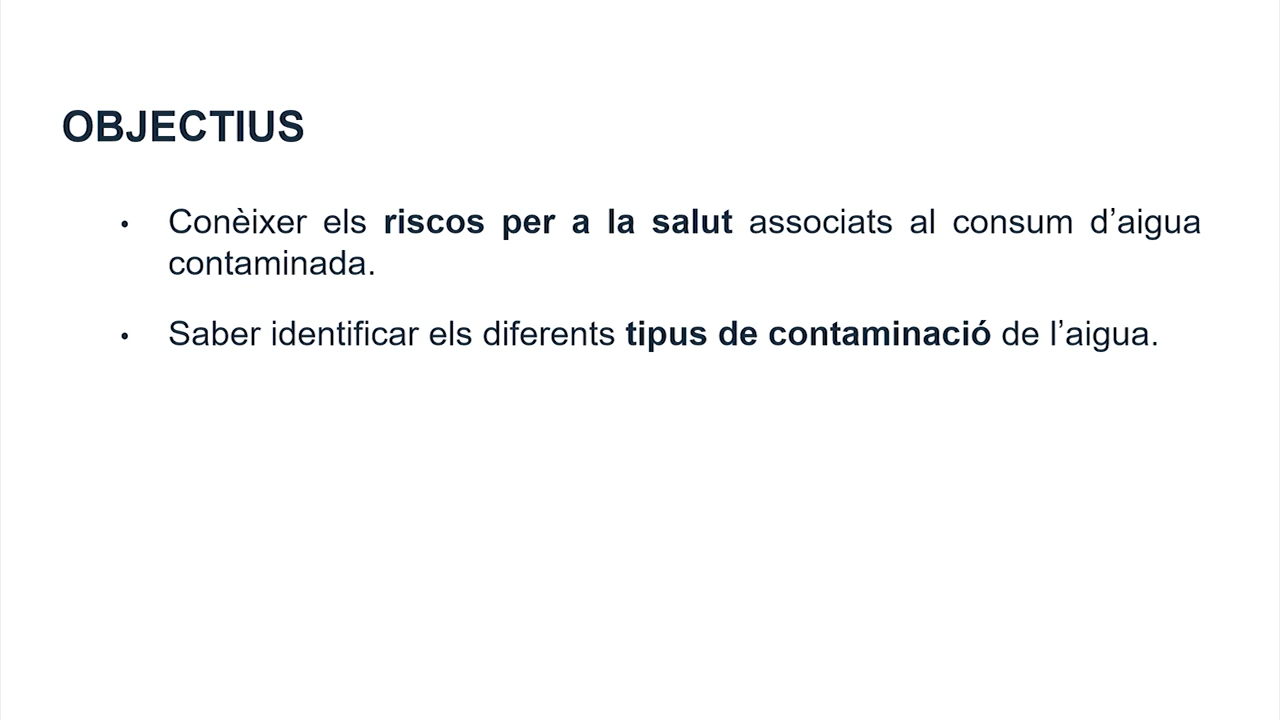 OBJECTIUS
• Conèixer els riscos per a la salut associats al consum d’aigua
contaminada.
• Saber identificar els diferents tipus de contaminació de l’aigua.